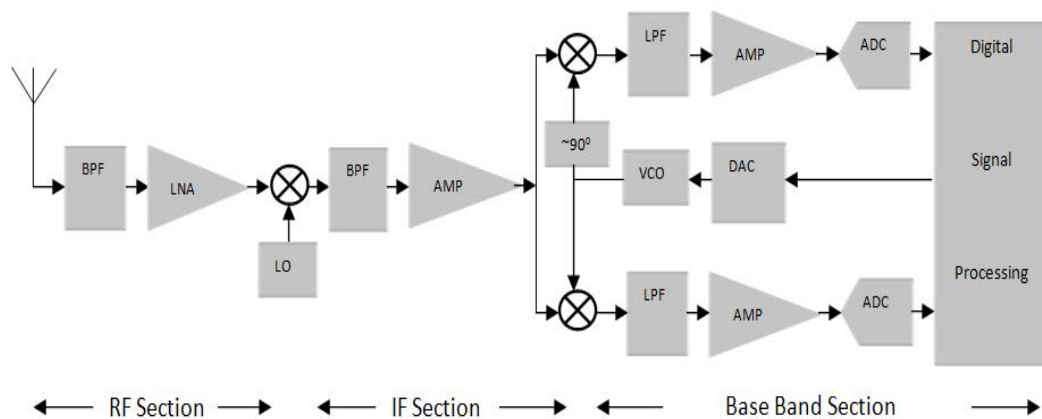 LPF
AMP
ADC
Digital
BPF
LNA
BPF
AMP
~90⁰
VCO
DAC
Signal
LO
LPF
AMP
ADC
Processing
RF Section
IF Section
Base Band Section